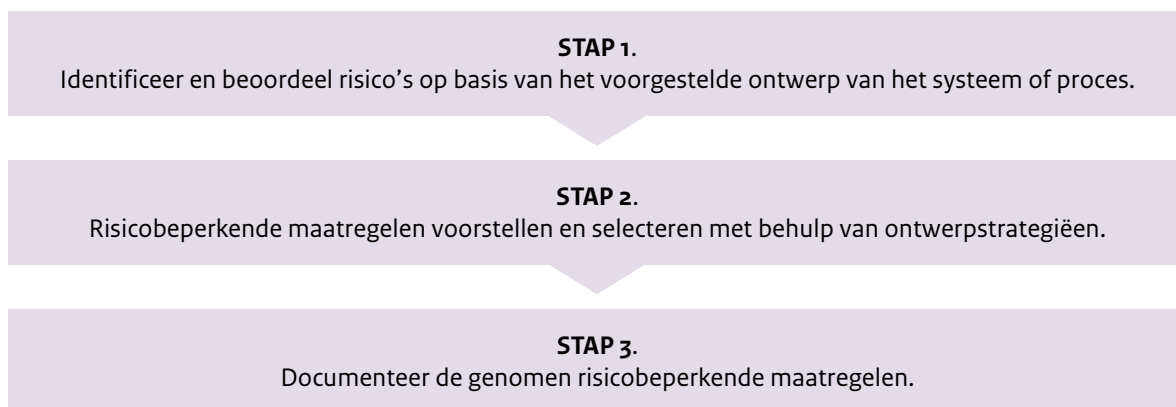 STAP 1.
Identificeer en beoordeel risico’s op basis van het voorgestelde ontwerp van het systeem of proces.
STAP 2.
Risicobeperkende maatregelen voorstellen en selecteren met behulp van ontwerpstrategiëen.
STAP 3.
Documenteer de genomen risicobeperkende maatregelen.